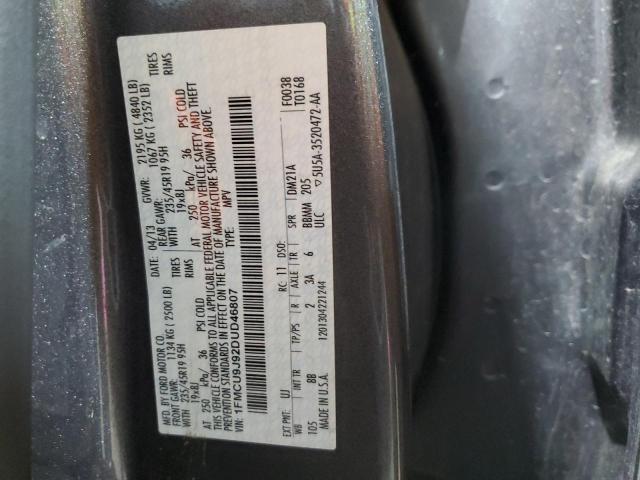 MFD. BY FORD MOTOR CO.
DATE: 04/13 GVWR: 2195 KG ( 4840 LB)
FRONT GAWR: 1134 KG ( 2500 LB) REAR GAWR: 1067 KG ( 2352 LB)
WITH 235/45R19 95H TIRES WITH 235/45R19 95H TIRES
19x8J RIMS 19x8J RIMS
AT 250 kPa/ 36 PSI COLD AT 250 kPa/ 36 PSI COLD
THIS VEHICLE CONFORMS TO ALL APPLICABLE FEDERAL MOTOR VEHICLE SAFETY AND THEFT
PREVENTION STANDARDS IN EFFECT ON THE DATE OF MANUFACTURE SHOWN ABOVE.
VIN: 1FMCU9J92DUD46807 TYPE: MPV
F0038
T0168
EXT PNT: UJ RC: 11 DSO:
WB INT TR TP/PS R AXLE TR SPR DM21A
105 8B 2 3A 6 BBMM 205
MADE IN U.S.A. 1201304221244 ULC ▽5U5A-3520472-AA